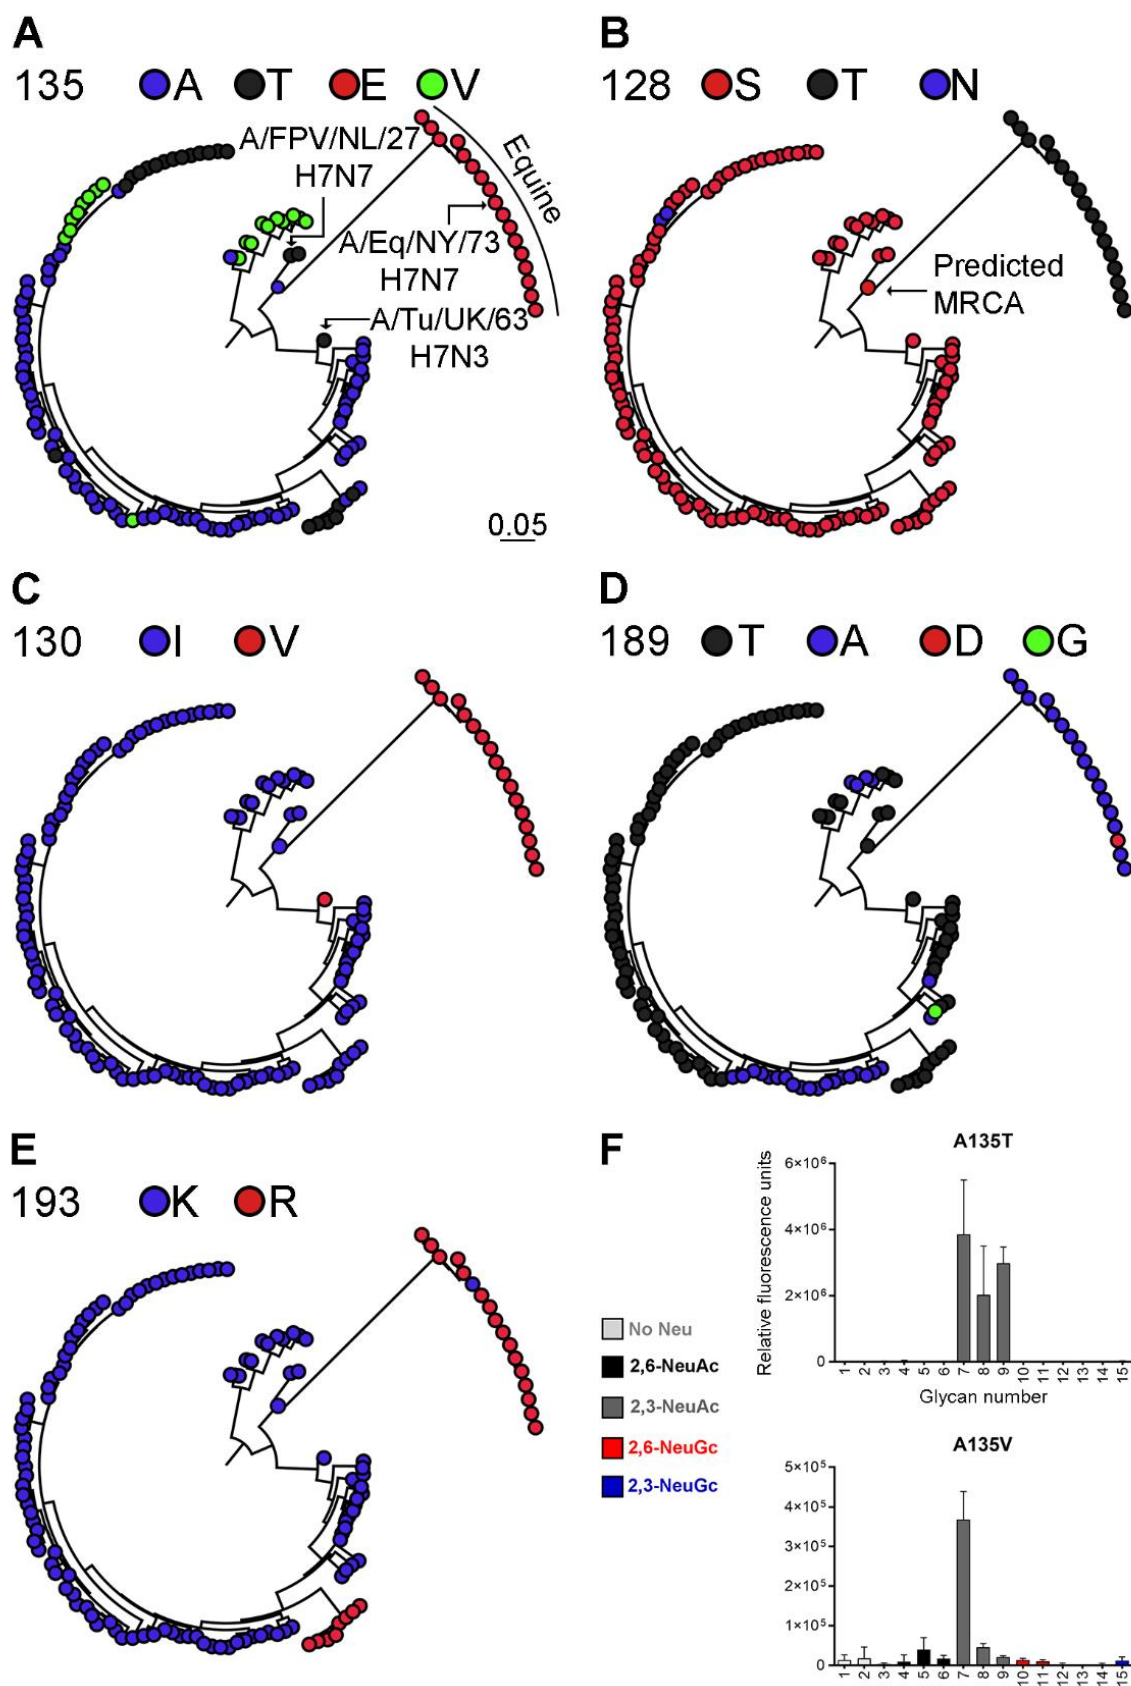 A
135 A T E V
A/FPV/NL/27
H7N7
Equine
A/Eq/NY/73
H7N7
A/Tu/UK/63
H7N3
0.05
B
128 S T N
Predicted
MRCA
C
130 I V
D
189 T A D G
E
193 K R
F
A135T
Relative fluorescence units
6×10⁶
4×10⁶
2×10⁶
0
1 2 3 4 5 6 7 8 9 10 11 12 13 14 15
Glycan number
No Neu
2,6-NeuAc
2,3-NeuAc
2,6-NeuGc
2,3-NeuGc
A135V
5×10⁵
4×10⁵
3×10⁵
2×10⁵
1×10⁵
0
1 2 3 4 5 6 7 8 9 10 11 12 13 14 15